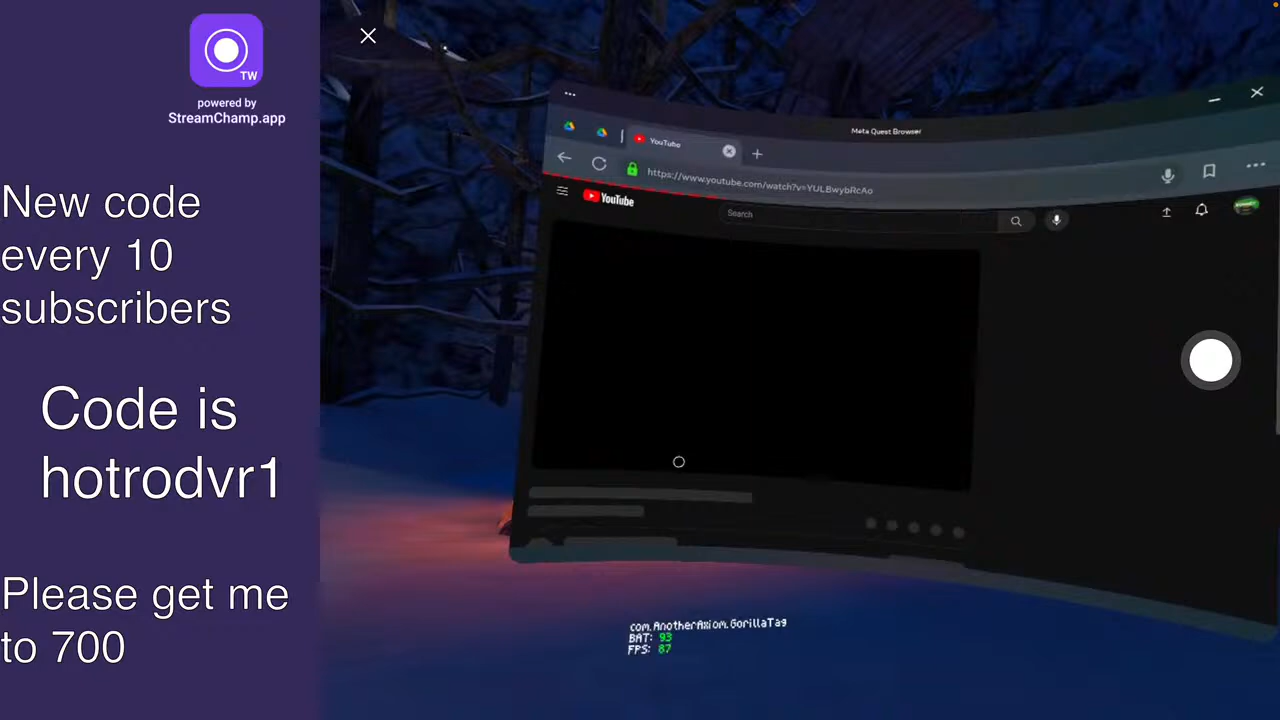 TW
powered by
StreamChamp.app
New code
every 10
subscribers
Code is
hotrodvr1
Please get me
to 700
Meta Quest Browser
YouTube
https://www.youtube.com/watch?v=YULBwybRcAo
YouTube
Search
com.AnotherAxiom.GorillaTag
BAT: 93
FPS: 87